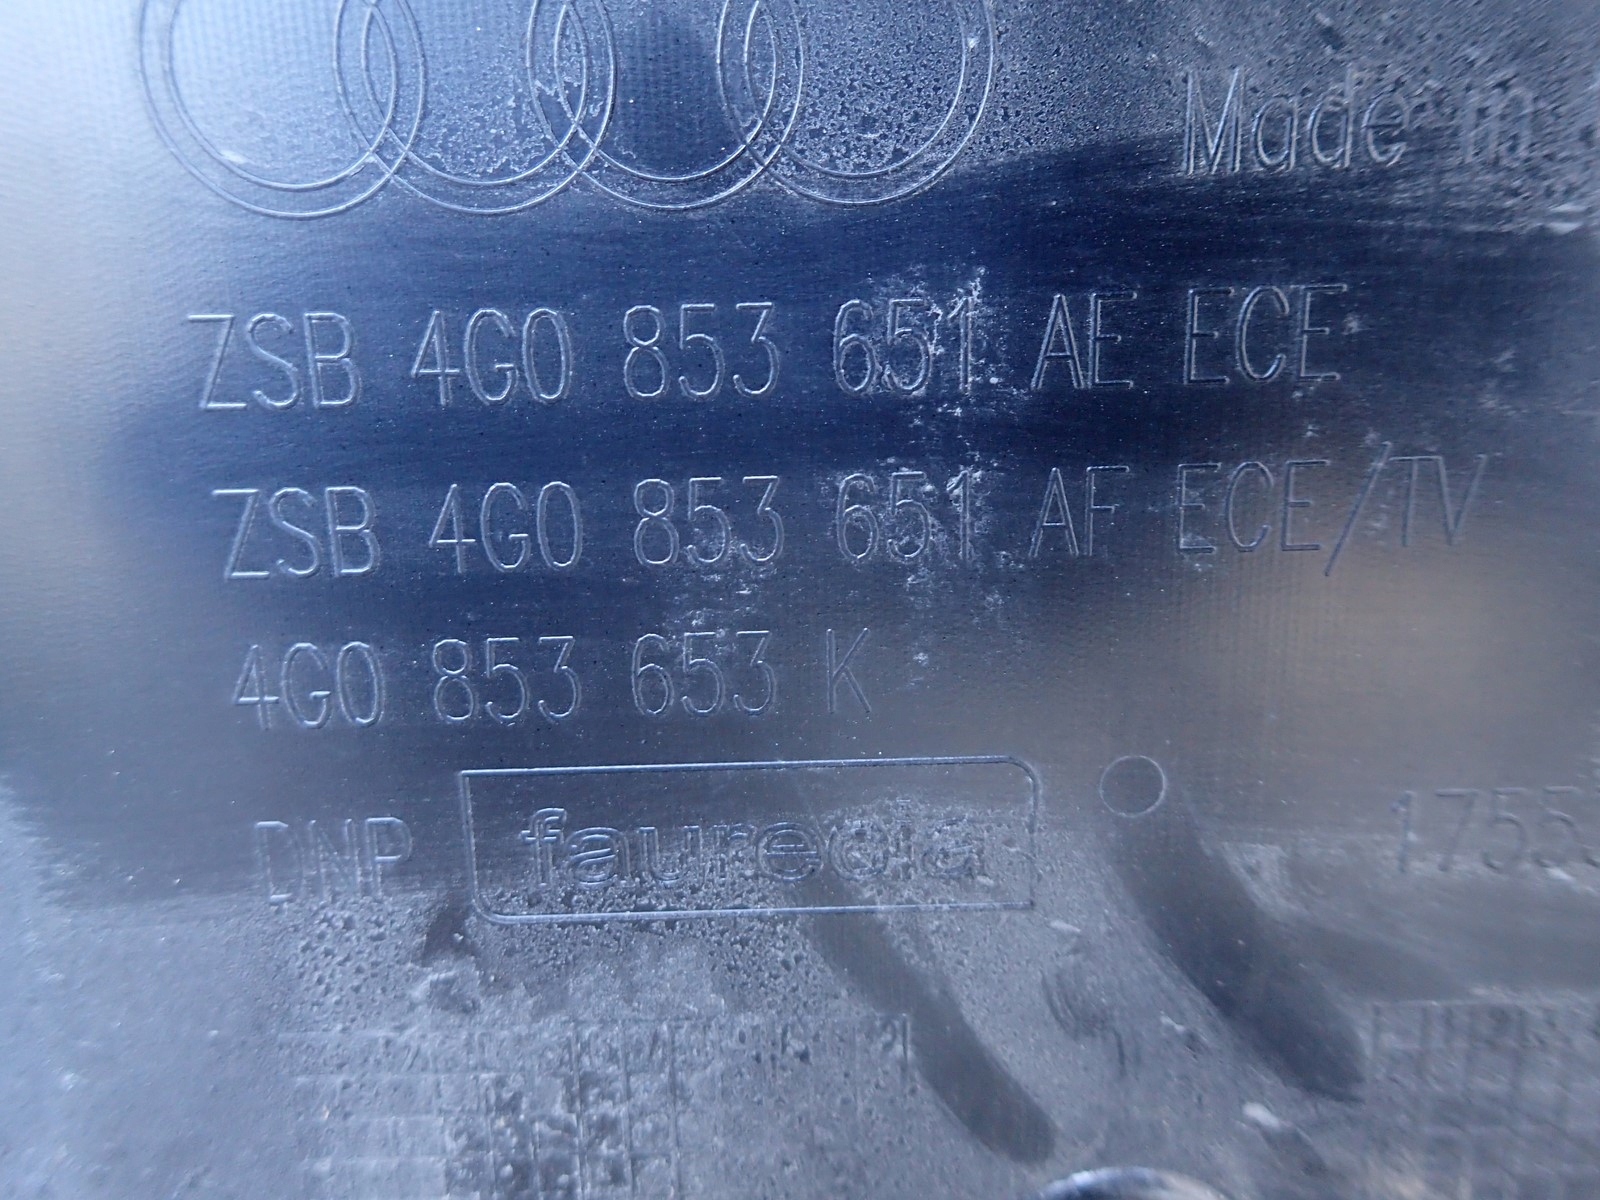 Made in
ZSB 4G0 853 651 AE ECE
ZSB 4G0 853 651 AF ECE/TV
4G0 853 653 K
DNP faurecia 1755